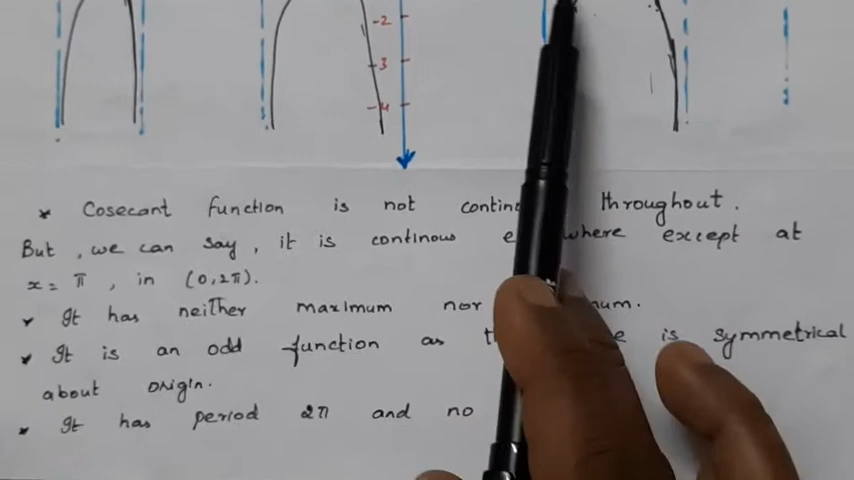 -2
-3
-4
* Cosecant function is not contin throughout.
But , we can say , it is continous where except at
x = π , in (0, 2π).
* It has neither maximum nor num.
* It is an odd function as is symmetrical
about origin.
* It has period 2π and no